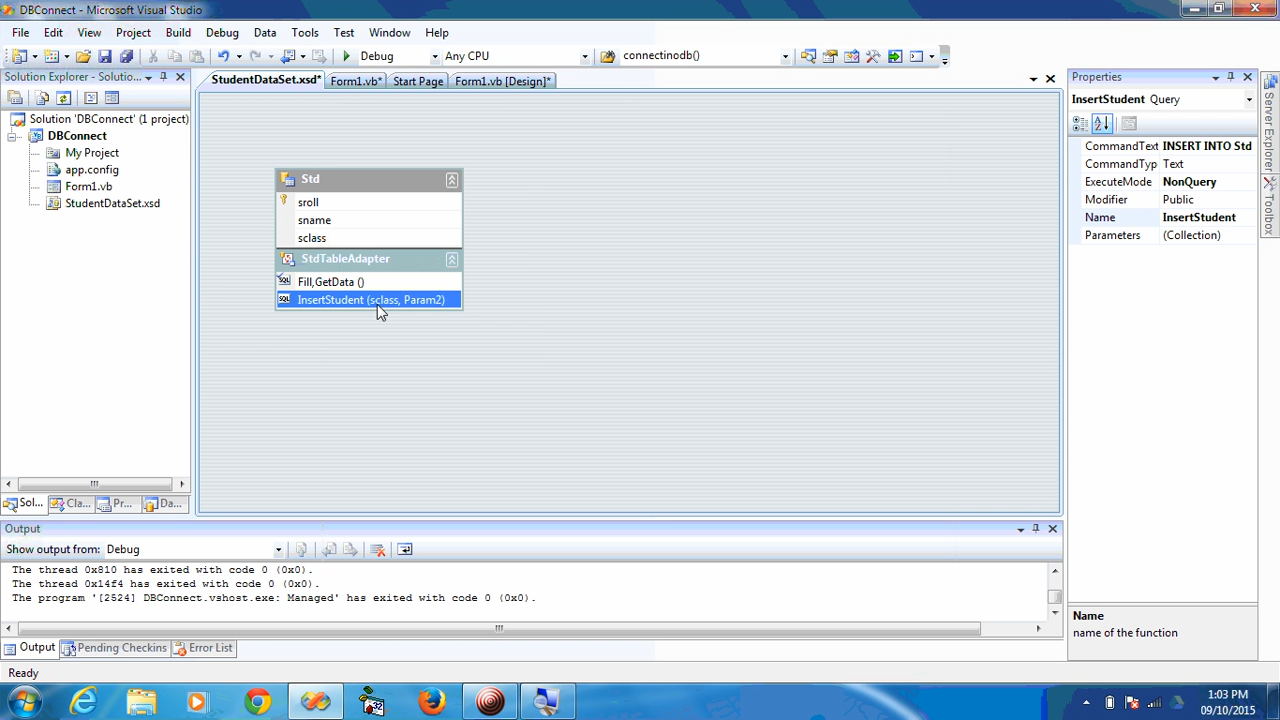 DBConnect - Microsoft Visual Studio
File Edit View Project Build Debug Data Tools Test Window Help
Debug Any CPU connectinodb()
Solution Explorer - Solutio...
StudentDataSet.xsd* Form1.vb* Start Page Form1.vb [Design]*
Properties
InsertStudent Query
Solution 'DBConnect' (1 project)
DBConnect
My Project
app.config
Form1.vb
StudentDataSet.xsd
Std
sroll
sname
sclass
StdTableAdapter
Fill,GetData ()
InsertStudent (sclass, Param2)
CommandText INSERT INTO Std
CommandTyp Text
ExecuteMode NonQuery
Modifier Public
Name InsertStudent
Parameters (Collection)
Server Explorer
Toolbox
Sol... Cla... Pr... Da...
Output
Show output from: Debug
The thread 0x810 has exited with code 0 (0x0).
The thread 0x14f4 has exited with code 0 (0x0).
The program '[2524] DBConnect.vshost.exe: Managed' has exited with code 0 (0x0).
Name
name of the function
Output Pending Checkins Error List
Ready
1:03 PM
09/10/2015